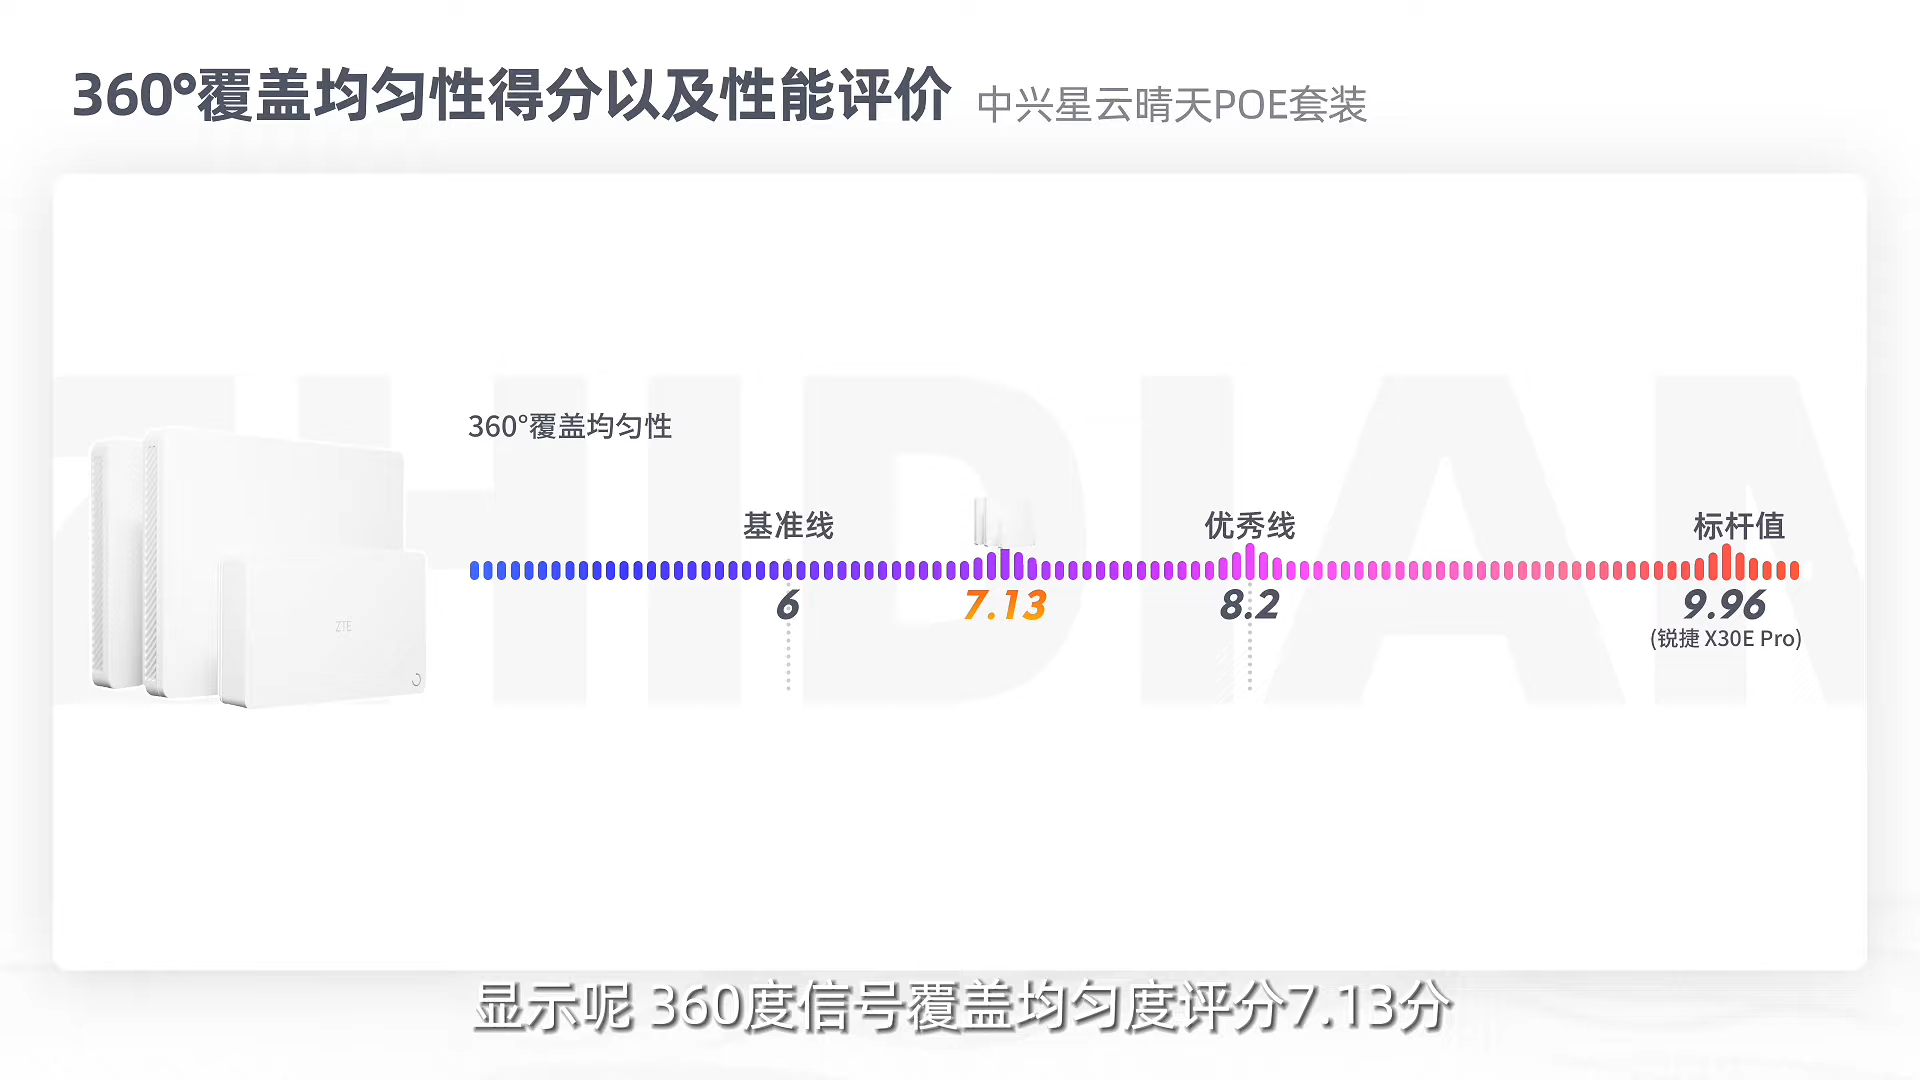 360°覆盖均匀性得分以及性能评价 中兴星云晴天POE套装
360°覆盖均匀性
基准线 优秀线 标杆值
6 7.13 8.2 9.96
(锐捷 X30E Pro)
ZTE
ZHIDIAN
显示呢 360度信号覆盖均匀度评分7.13分